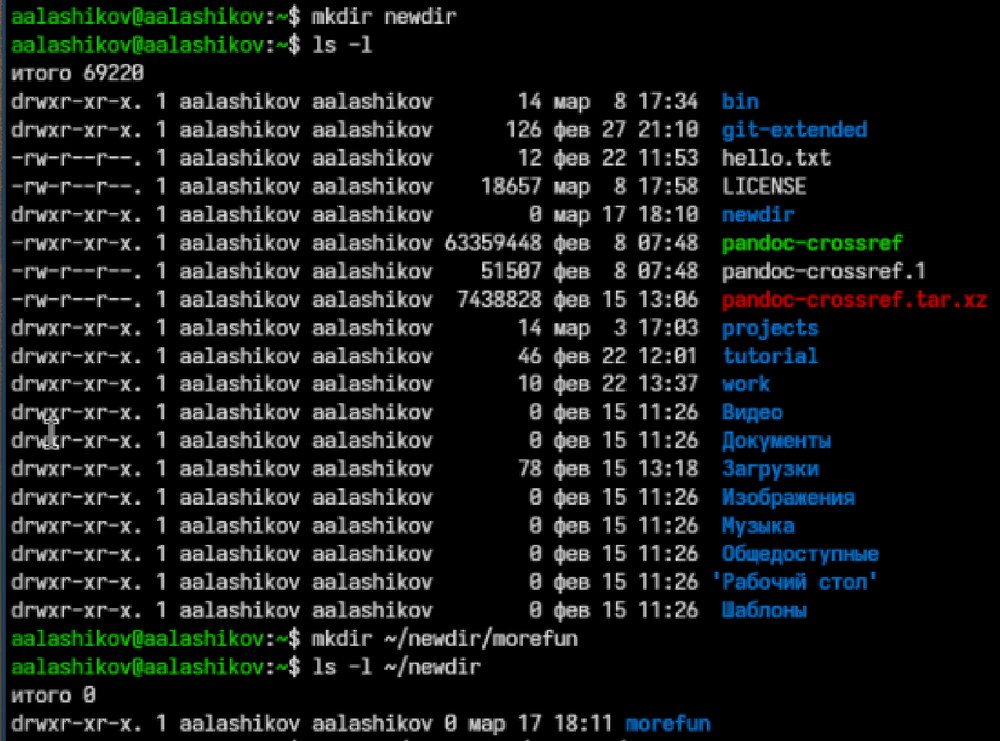 aalashikov@aalashikov:~$ mkdir newdir
aalashikov@aalashikov:~$ ls -l
итого 69220
drwxr-xr-x. 1 aalashikov aalashikov       14 мар  8 17:34  bin
drwxr-xr-x. 1 aalashikov aalashikov      126 фев 27 21:10  git-extended
-rw-r--r--. 1 aalashikov aalashikov       12 фев 22 11:53  hello.txt
-rw-r--r--. 1 aalashikov aalashikov    18657 мар  8 17:58  LICENSE
drwxr-xr-x. 1 aalashikov aalashikov        0 мар 17 18:10  newdir
-rwxr-xr-x. 1 aalashikov aalashikov 63359448 фев  8 07:48  pandoc-crossref
-rw-r--r--. 1 aalashikov aalashikov    51507 фев  8 07:48  pandoc-crossref.1
-rw-r--r--. 1 aalashikov aalashikov  7438828 фев 15 13:06  pandoc-crossref.tar.xz
drwxr-xr-x. 1 aalashikov aalashikov       14 мар  3 17:03  projects
drwxr-xr-x. 1 aalashikov aalashikov       46 фев 22 12:01  tutorial
drwxr-xr-x. 1 aalashikov aalashikov       10 фев 22 13:37  work
drwxr-xr-x. 1 aalashikov aalashikov        0 фев 15 11:26  Видео
drwxr-xr-x. 1 aalashikov aalashikov        0 фев 15 11:26  Документы
drwxr-xr-x. 1 aalashikov aalashikov       78 фев 15 13:18  Загрузки
drwxr-xr-x. 1 aalashikov aalashikov        0 фев 15 11:26  Изображения
drwxr-xr-x. 1 aalashikov aalashikov        0 фев 15 11:26  Музыка
drwxr-xr-x. 1 aalashikov aalashikov        0 фев 15 11:26  Общедоступные
drwxr-xr-x. 1 aalashikov aalashikov        0 фев 15 11:26 'Рабочий стол'
drwxr-xr-x. 1 aalashikov aalashikov        0 фев 15 11:26  Шаблоны
aalashikov@aalashikov:~$ mkdir ~/newdir/morefun
aalashikov@aalashikov:~$ ls -l ~/newdir
итого 0
drwxr-xr-x. 1 aalashikov aalashikov 0 мар 17 18:11 morefun